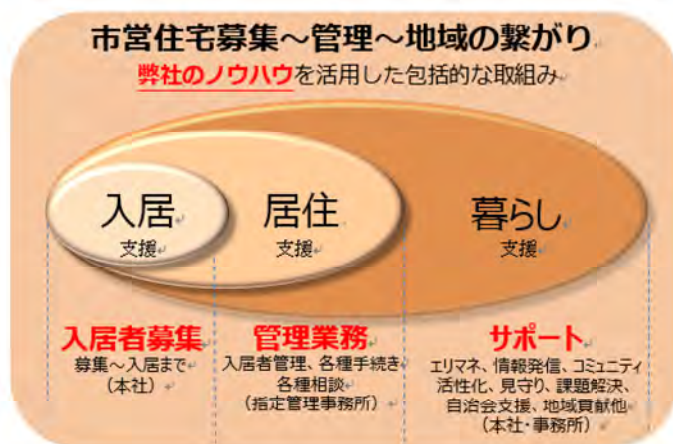 市営住宅募集～管理～地域の繋がり
弊社のノウハウを活用した包括的な取組み
入居
支援
居住
支援
暮らし
支援
入居者募集
募集～入居まで
（本社）
管理業務
入居者管理、各種手続き
各種相談
（指定管理事務所）
サポート
エリマネ、情報発信、コミュニティ
活性化、見守り、課題解決、
自治会支援、地域貢献他
（本社・事務所）